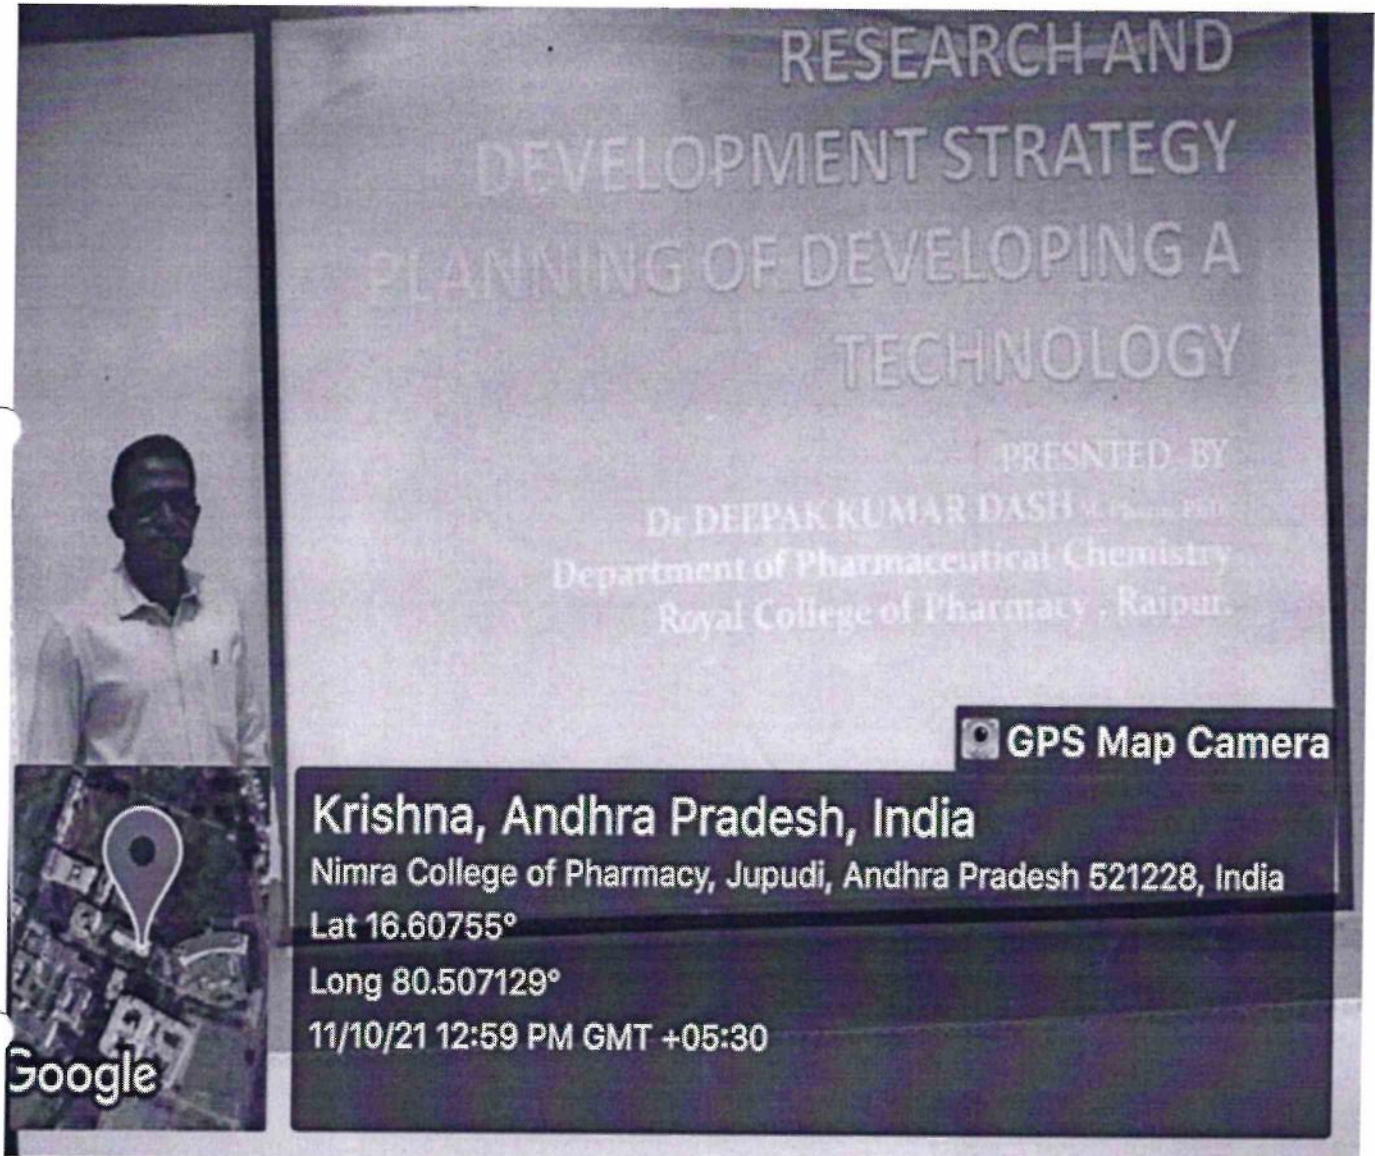 RESEARCH AND
DEVELOPMENT STRATEGY
PLANNING OF DEVELOPING A
TECHNOLOGY
PRESNTED BY
Dr DEEPAK KUMAR DASH M. Pharm, PhD.
Department of Pharmaceutical Chemistry
Royal College of Pharmacy , Raipur.
GPS Map Camera
Krishna, Andhra Pradesh, India
Nimra College of Pharmacy, Jupudi, Andhra Pradesh 521228, India
Lat 16.60755°
Long 80.507129°
11/10/21 12:59 PM GMT +05:30
Google